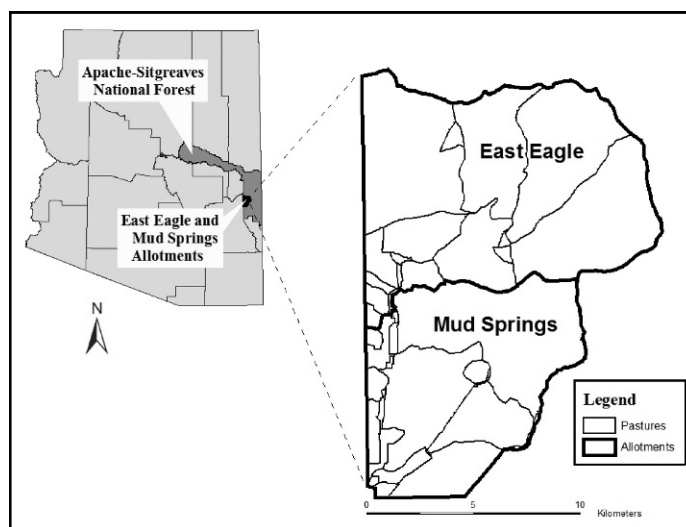 Apache-Sitgreaves
National Forest
East Eagle and
Mud Springs
Allotments
N
East Eagle
Mud Springs
Legend
Pastures
Allotments
0 5 10
Kilometers